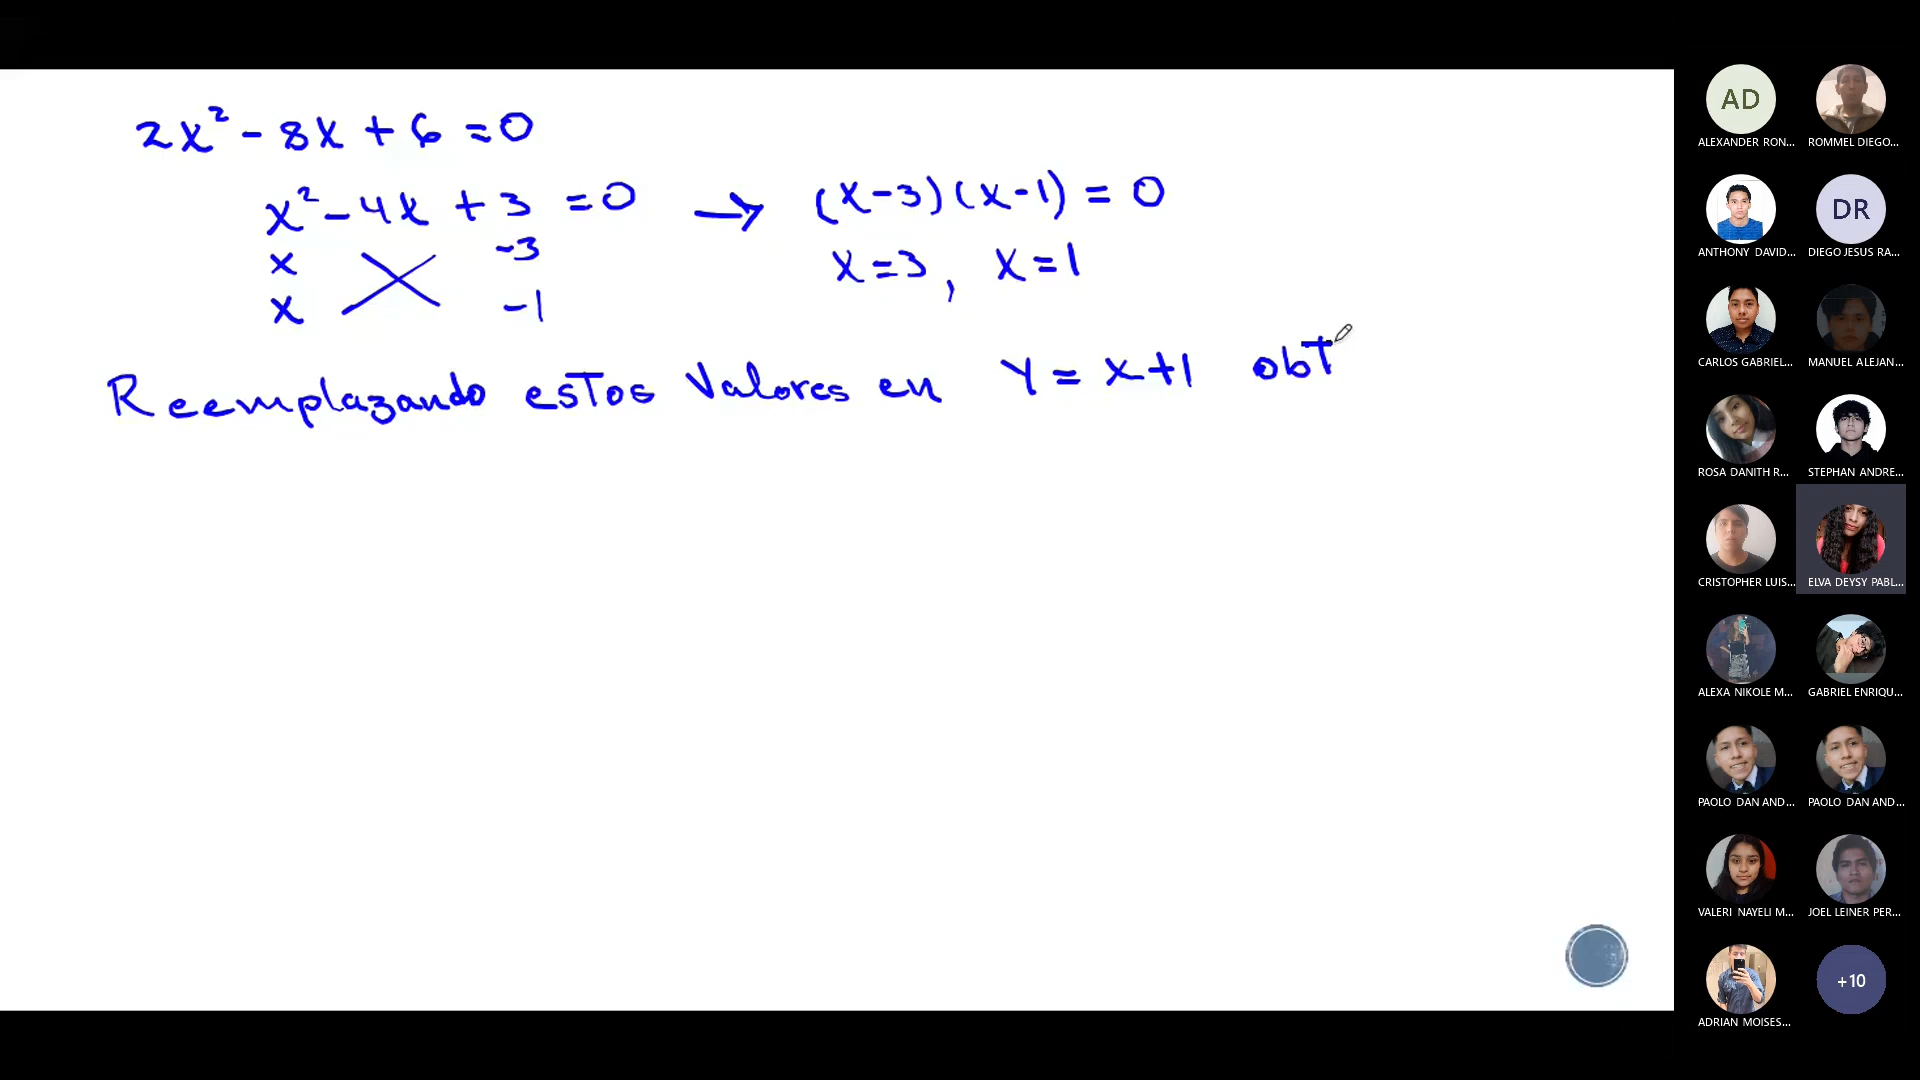 2x² - 8x + 6 = 0
x² - 4x + 3 = 0 → (x-3)(x-1) = 0
x -3
x -1
x = 3, x = 1
Reemplazando estos valores en Y = x+1 obt
AD
ALEXANDER RON...
ROMMEL DIEGO...
ANTHONY DAVID...
DR
DIEGO JESUS RA...
CARLOS GABRIEL...
MANUEL ALEJAN...
ROSA DANITH R...
STEPHAN ANDRE...
CRISTOPHER LUIS...
ELVA DEYSY PABL...
ALEXA NIKOLE M...
GABRIEL ENRIQU...
PAOLO DAN AND...
PAOLO DAN AND...
VALERI NAYELI M...
JOEL LEINER PER...
ADRIAN MOISES...
+10